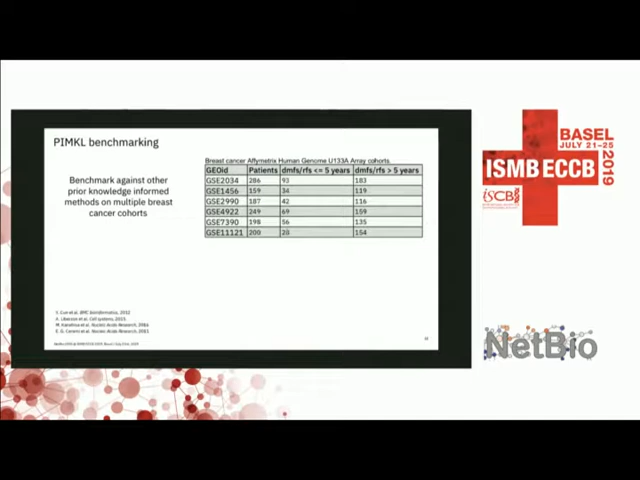 PIMKL benchmarking
Benchmark against other
prior knowledge informed
methods on multiple breast
cancer cohorts
Breast cancer Affymetrix Human Genome U133A Array cohorts.
GEOid Patients dmfs/rfs <= 5 years dmfs/rfs > 5 years
GSE2034 286 93 183
GSE1456 159 34 119
GSE2990 187 42 116
GSE4922 249 69 159
GSE7390 198 56 135
GSE11121 200 28 154
BASEL
JULY 21-25
2019
ISMB ECCB
ISCB
NetBio